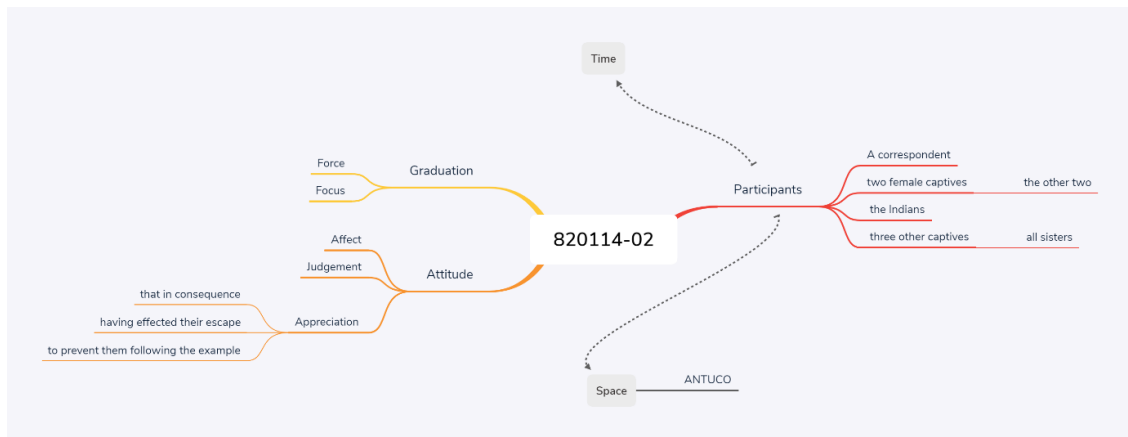 Time
Force
Graduation
Focus
A correspondent
Participants
two female captives
the other two
the Indians
three other captives
all sisters
820114-02
Affect
Judgement
Attitude
that in consequence
having effected their escape
Appreciation
to prevent them following the example
Space
ANTUCO